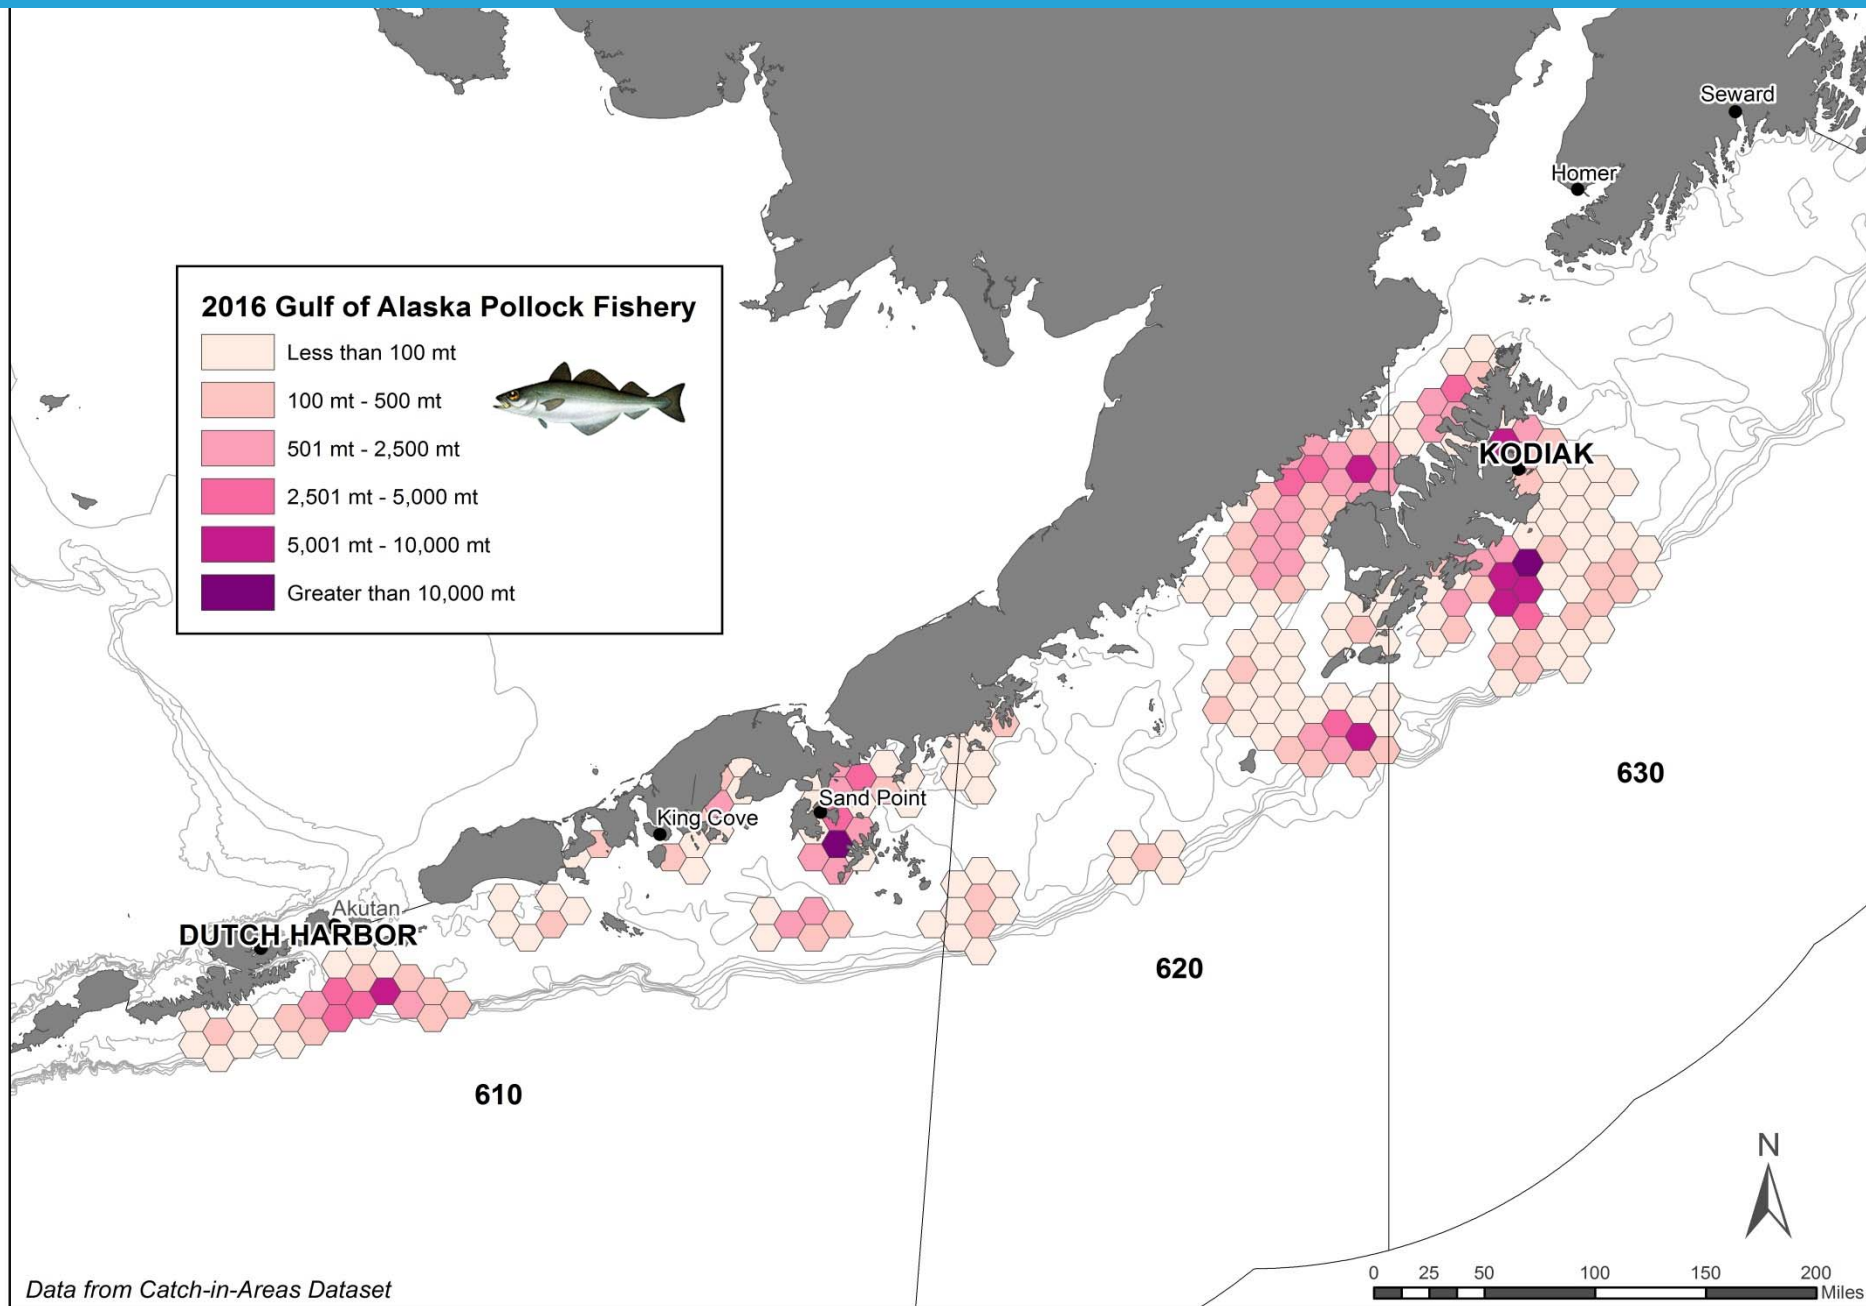 Seward
Homer
2016 Gulf of Alaska Pollock Fishery
Less than 100 mt
100 mt - 500 mt
501 mt - 2,500 mt
2,501 mt - 5,000 mt
5,001 mt - 10,000 mt
Greater than 10,000 mt
KODIAK
630
Sand Point
King Cove
Akutan
DUTCH HARBOR
620
610
N
0 25 50 100 150 200
Miles
Data from Catch-in-Areas Dataset